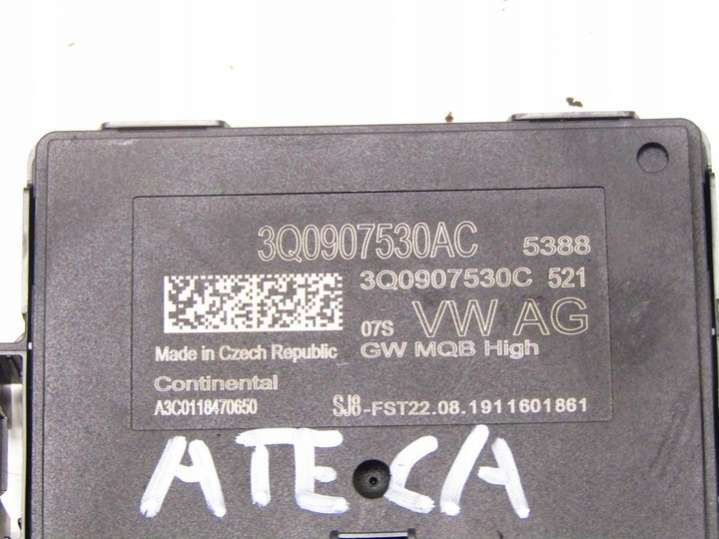 3Q0907530AC 5388
3Q0907530C 521
07S VW AG
Made in Czech Republic GW MQB High
Continental
A3C0118470650 SJ8-FST22.08.1911601861
ATECA